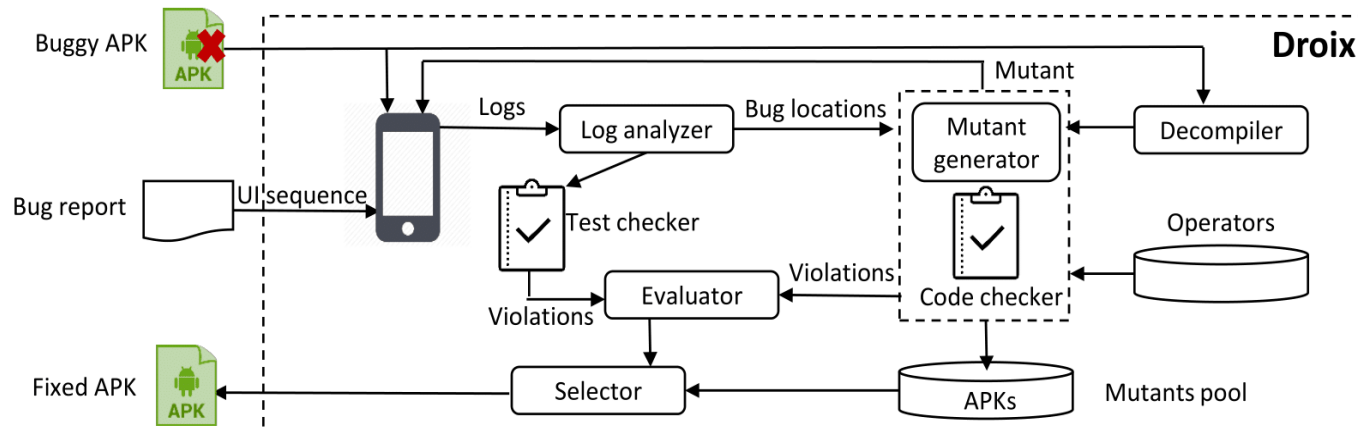 Buggy APK
APK
Droix
Mutant
Logs
Log analyzer
Bug locations
Mutant
generator
Decompiler
Bug report
UI sequence
Test checker
Operators
Violations
Evaluator
Code checker
Violations
Fixed APK
APK
Selector
APKs
Mutants pool